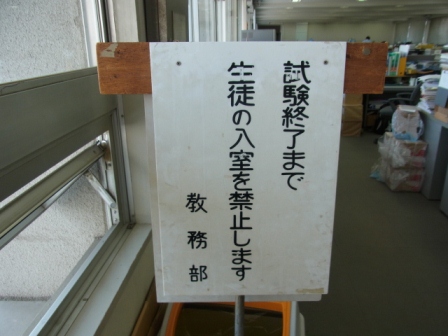 試験終了まで
生徒の入室を禁止します
教務部